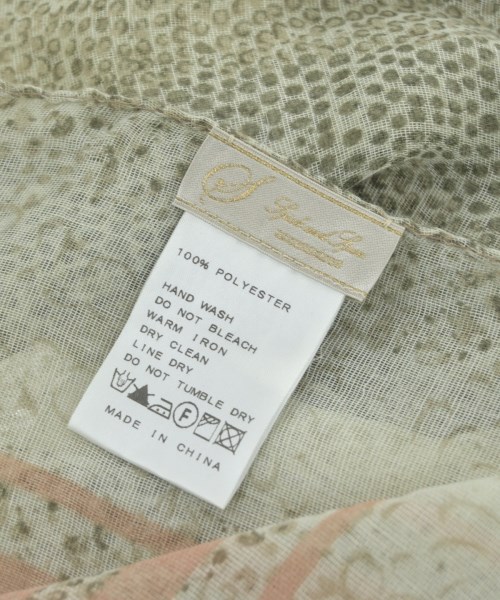 100% POLYESTER
HAND WASH
DO NOT BLEACH
WARM IRON
DRY CLEAN
LINE DRY
DO NOT TUMBLE DRY
F
MADE IN CHINA